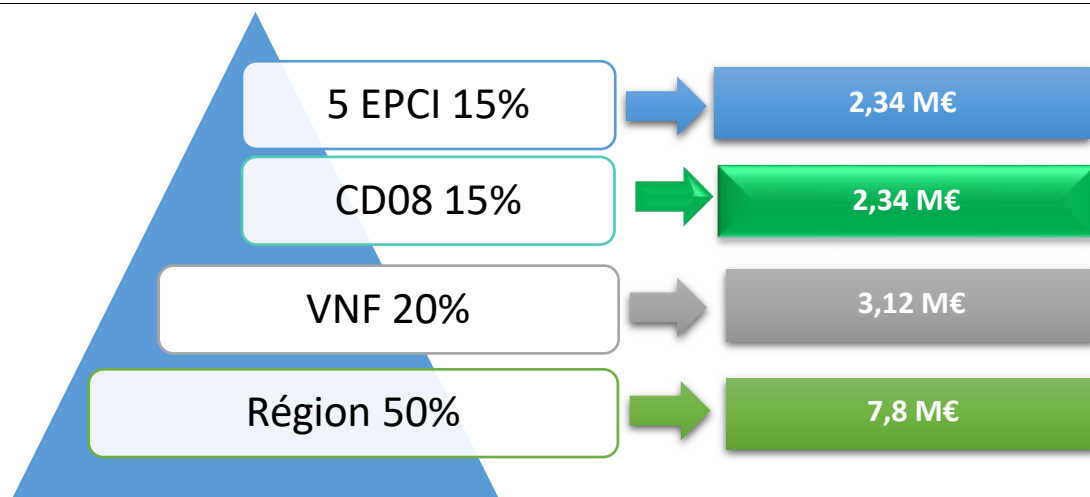 5 EPCI 15%
2,34 M€
CD08 15%
2,34 M€
VNF 20%
3,12 M€
Région 50%
7,8 M€